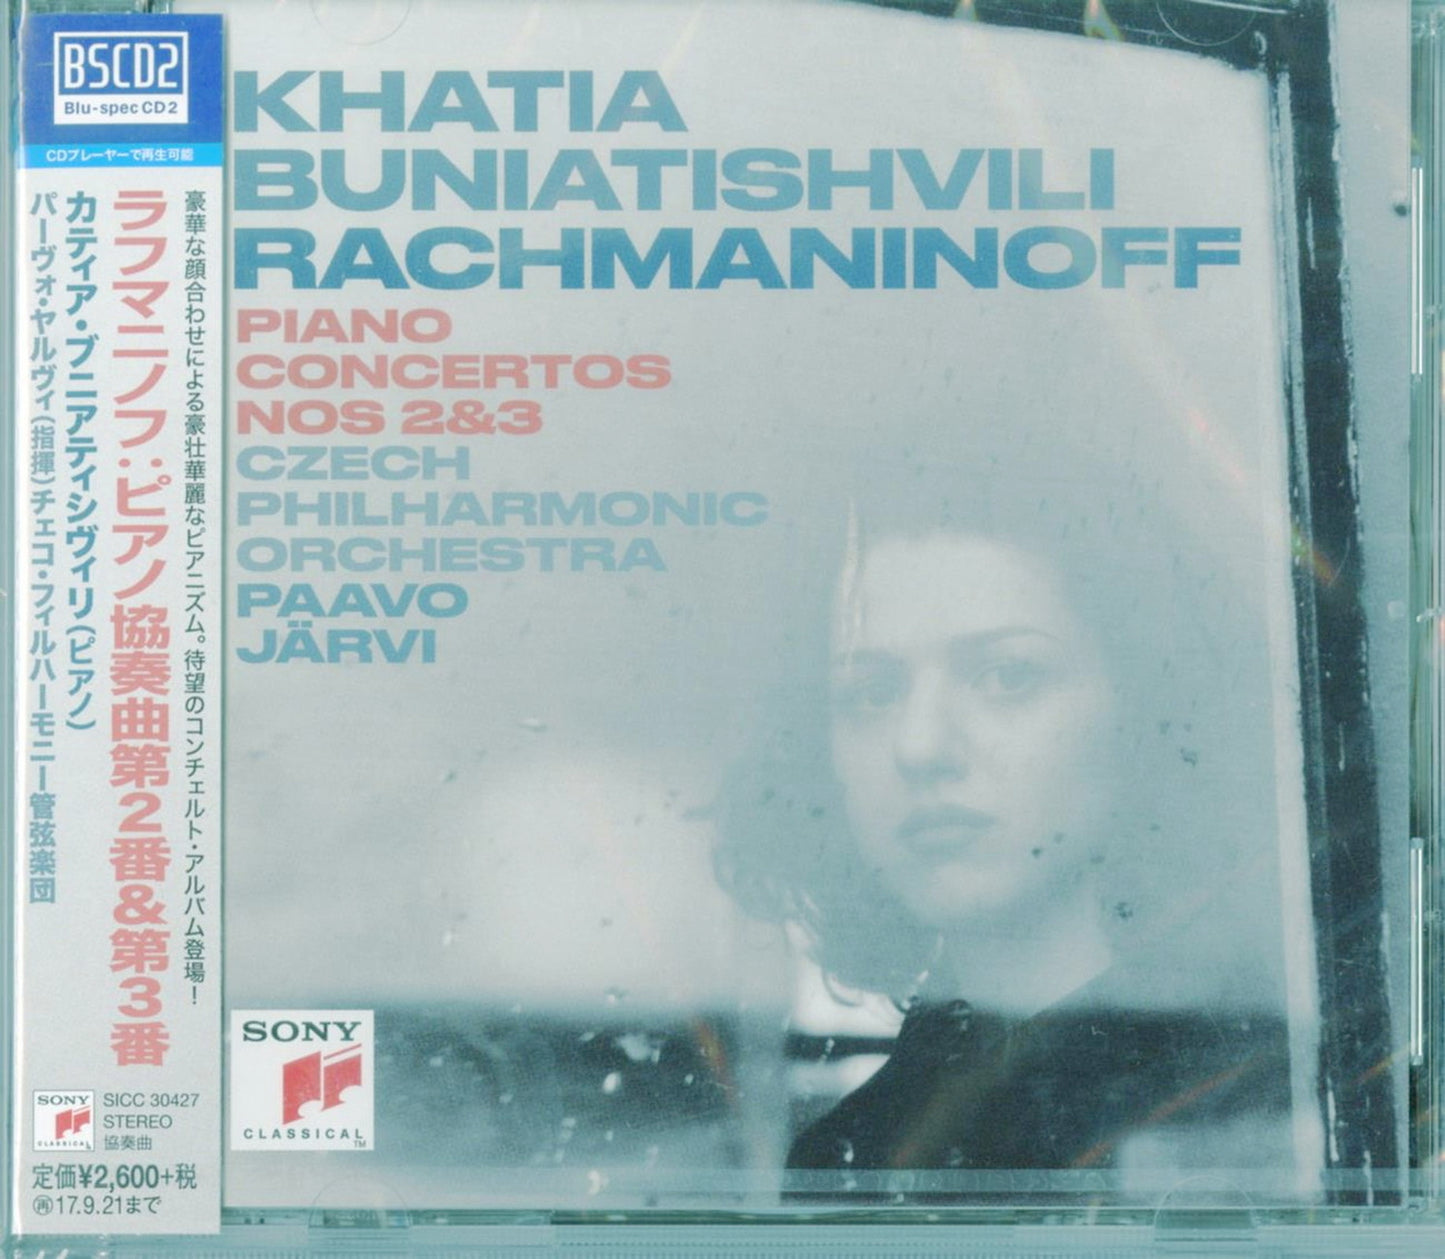 BSCD2
Blu-spec CD2
CDプレーヤーで再生可能
豪華な顔合わせによる豪壮華麗なピアニズム。待望のコンチェルト・アルバム登場!
ラフマニノフ:ピアノ協奏曲第2番&第3番
カティア・ブニアティシヴィリ(ピアノ)
パーヴォ・ヤルヴィ(指揮)チェコ・フィルハーモニー管弦楽団
SONY
CLASSICAL
SICC 30427
STEREO
協奏曲
定価¥2,600+税
再17.9.21まで
KHATIA
BUNIATISHVILI
RACHMANINOFF
PIANO
CONCERTOS
NOS 2&3
CZECH
PHILHARMONIC
ORCHESTRA
PAAVO
JÄRVI
SONY
CLASSICAL
TM